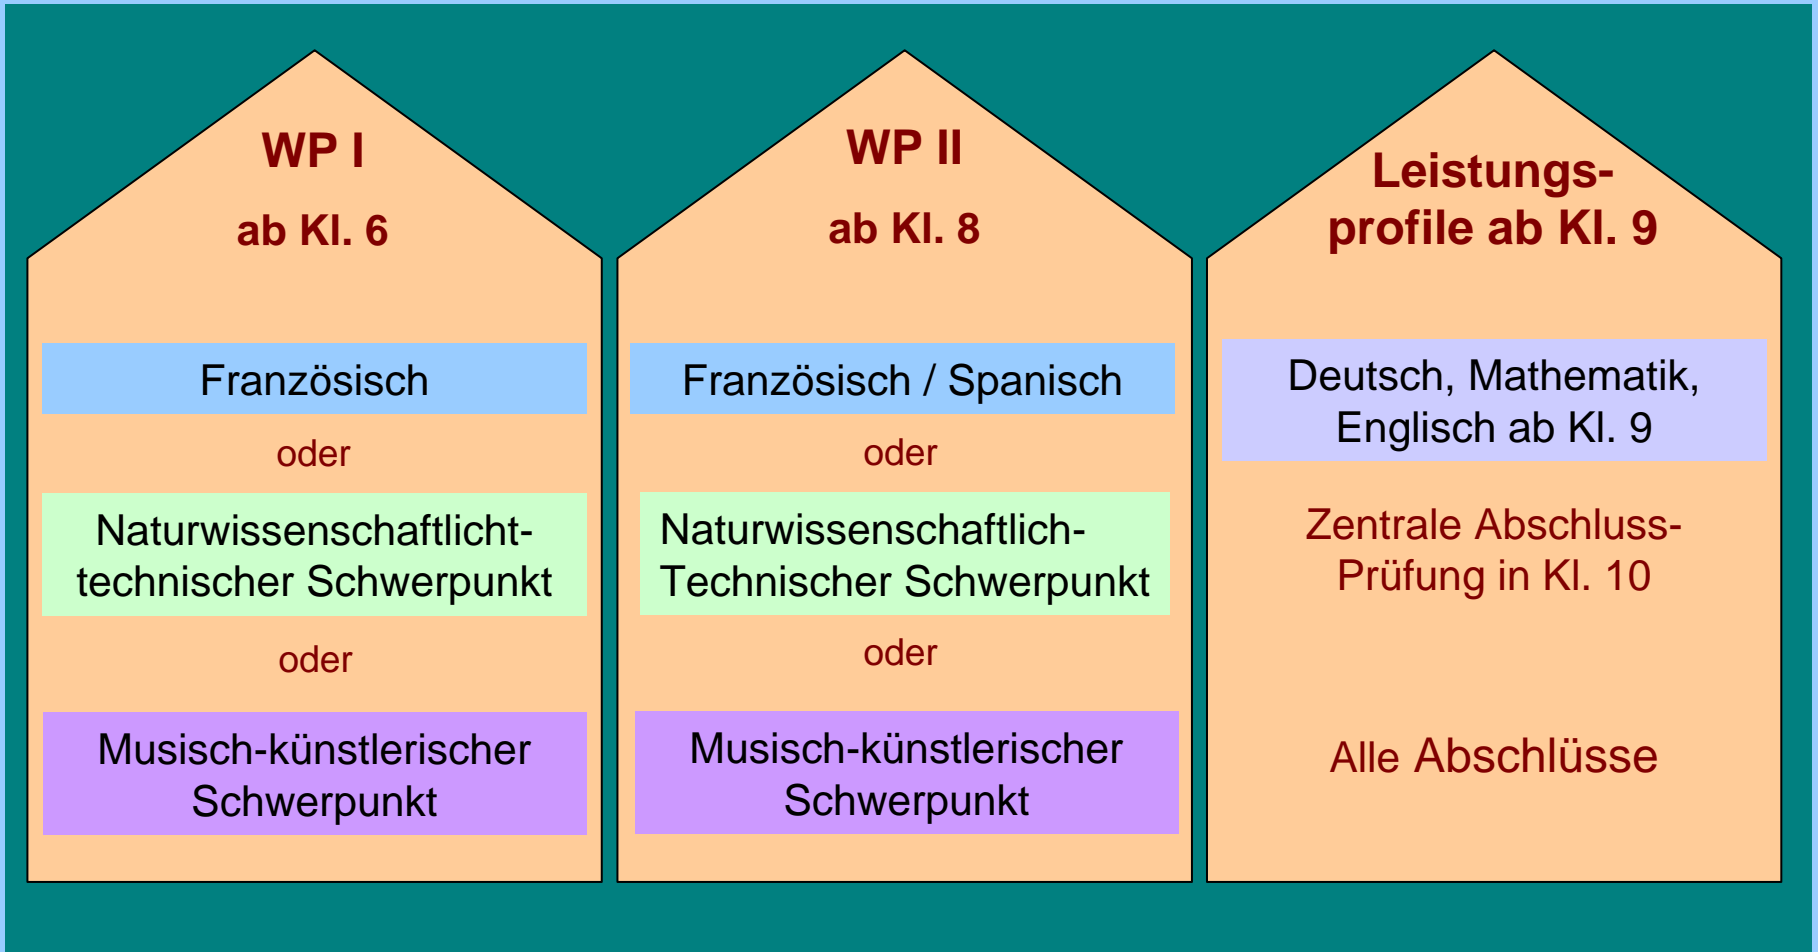 WP I
ab Kl. 6
Französisch
oder
Naturwissenschaftlicht-
technischer Schwerpunkt
oder
Musisch-künstlerischer
Schwerpunkt
WP II
ab Kl. 8
Französisch / Spanisch
oder
Naturwissenschaftlich-
Technischer Schwerpunkt
oder
Musisch-künstlerischer
Schwerpunkt
Leistungs-
profile ab Kl. 9
Deutsch, Mathematik,
Englisch ab Kl. 9
Zentrale Abschluss-
Prüfung in Kl. 10
Alle Abschlüsse